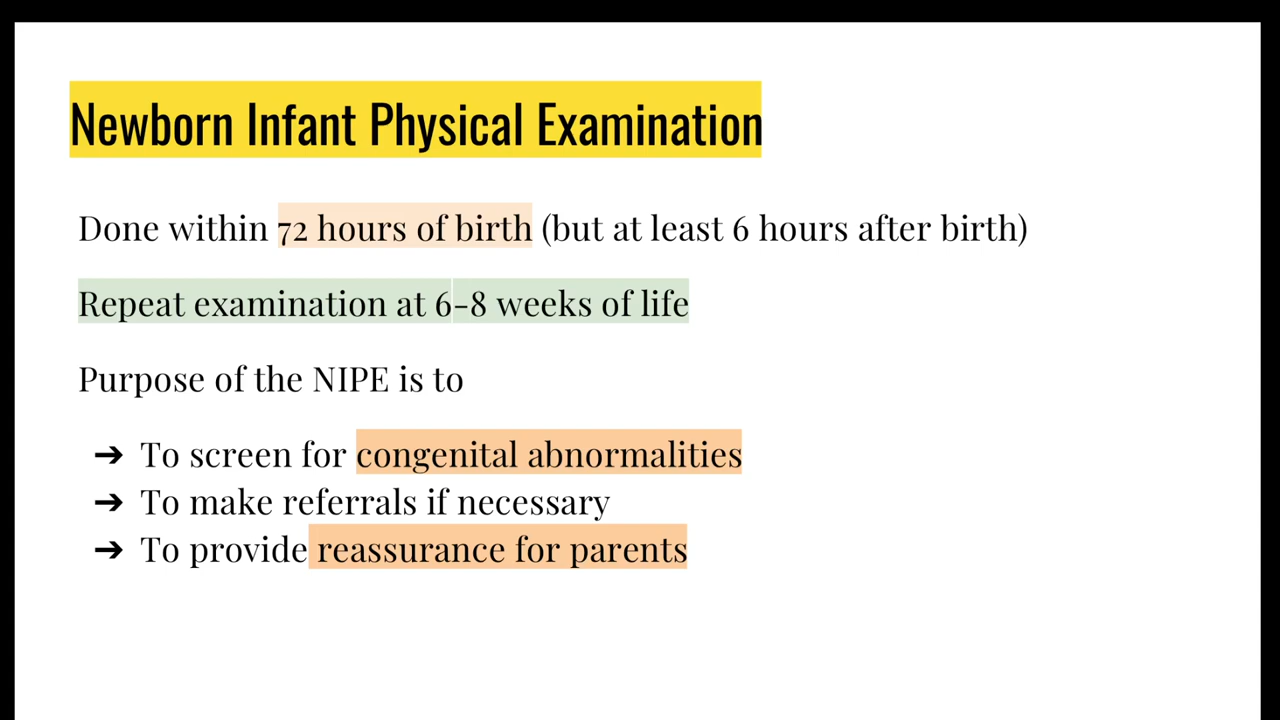 Newborn Infant Physical Examination
Done within 72 hours of birth (but at least 6 hours after birth)
Repeat examination at 6-8 weeks of life
Purpose of the NIPE is to
➔ To screen for congenital abnormalities
➔ To make referrals if necessary
➔ To provide reassurance for parents